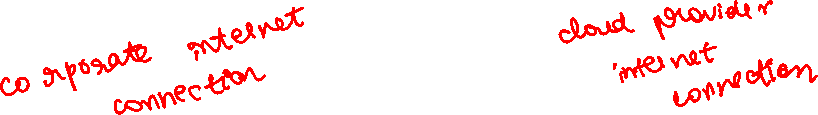 corporate internet
connection
cloud provider
internet
connection